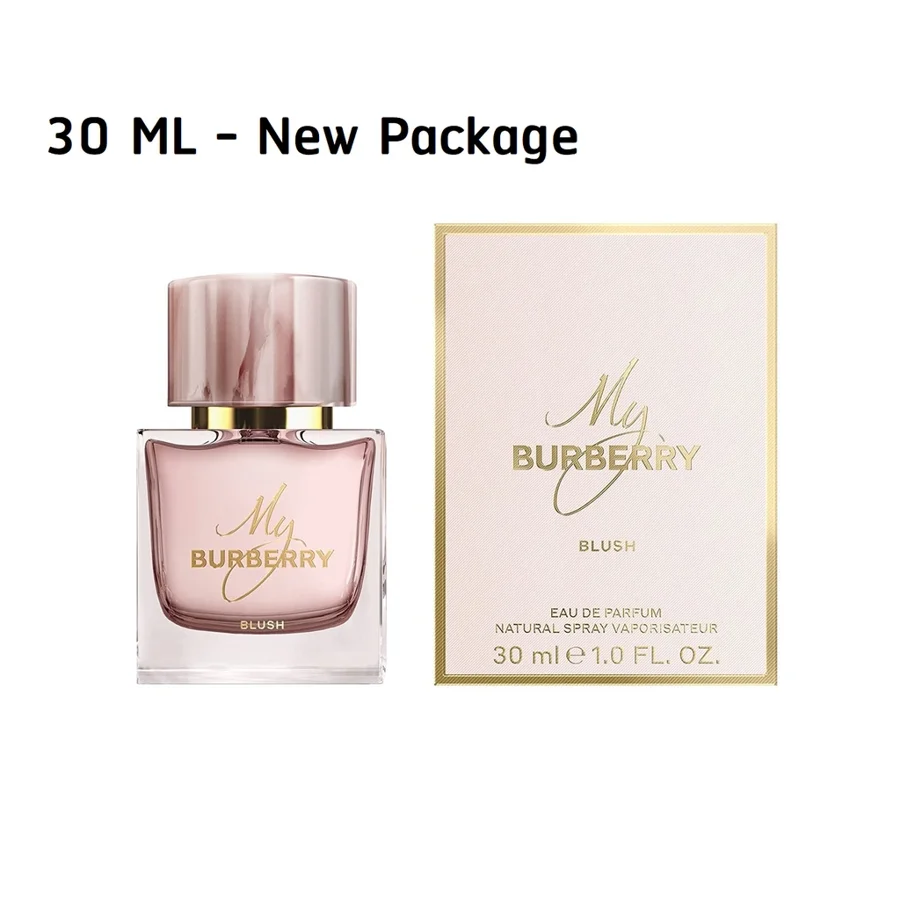 30 ML - New Package
My
BURBERRY
BLUSH
My
BURBERRY
BLUSH
EAU DE PARFUM
NATURAL SPRAY VAPORISATEUR
30 ml e 1.0 FL. OZ.